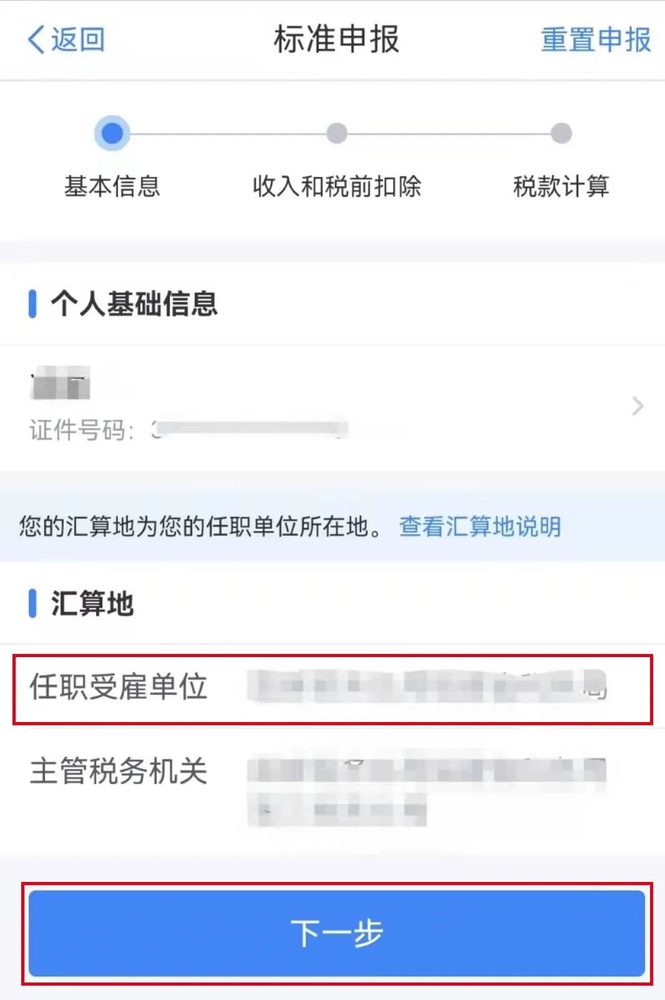 返回 标准申报 重置申报
基本信息 收入和税前扣除 税款计算
个人基础信息
证件号码：3
您的汇算地为您的任职单位所在地。 查看汇算地说明
汇算地
任职受雇单位
主管税务机关
下一步